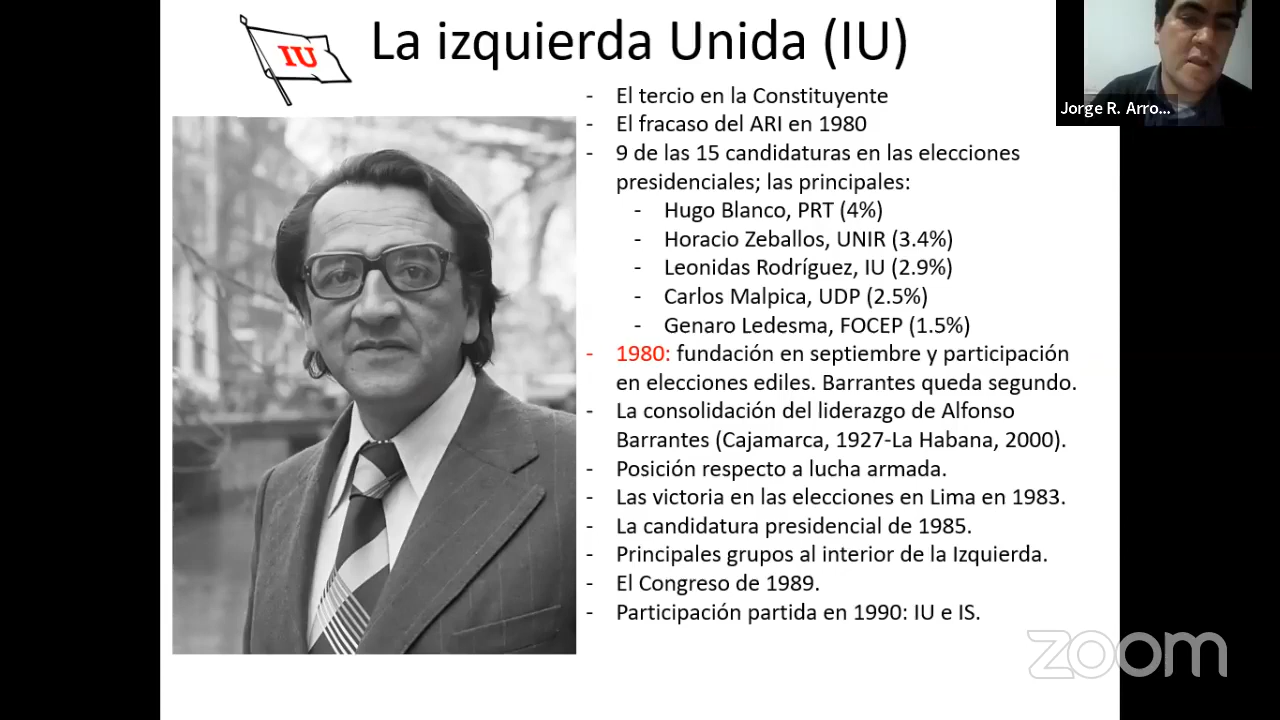 IU
La izquierda Unida (IU)
Jorge R. Arro...
- El tercio en la Constituyente
- El fracaso del ARI en 1980
- 9 de las 15 candidaturas en las elecciones
presidenciales; las principales:
- Hugo Blanco, PRT (4%)
- Horacio Zeballos, UNIR (3.4%)
- Leonidas Rodríguez, IU (2.9%)
- Carlos Malpica, UDP (2.5%)
- Genaro Ledesma, FOCEP (1.5%)
- 1980: fundación en septiembre y participación
en elecciones ediles. Barrantes queda segundo.
- La consolidación del liderazgo de Alfonso
Barrantes (Cajamarca, 1927-La Habana, 2000).
- Posición respecto a lucha armada.
- Las victoria en las elecciones en Lima en 1983.
- La candidatura presidencial de 1985.
- Principales grupos al interior de la Izquierda.
- El Congreso de 1989.
- Participación partida en 1990: IU e IS.
zoom